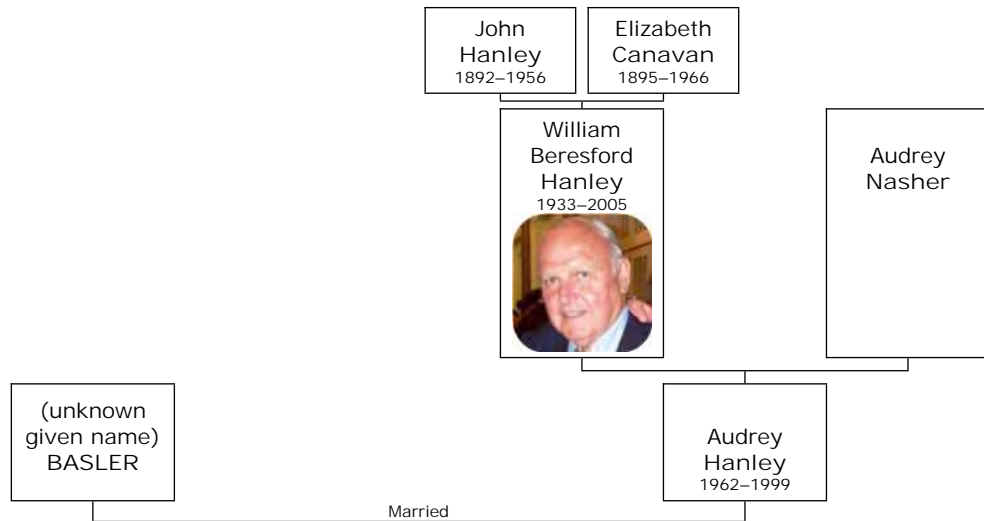 John
Hanley
1892–1956
Elizabeth
Canavan
1895–1966
William
Beresford
Hanley
1933–2005
Audrey
Nasher
(unknown
given name)
BASLER
Audrey
Hanley
1962–1999
Married